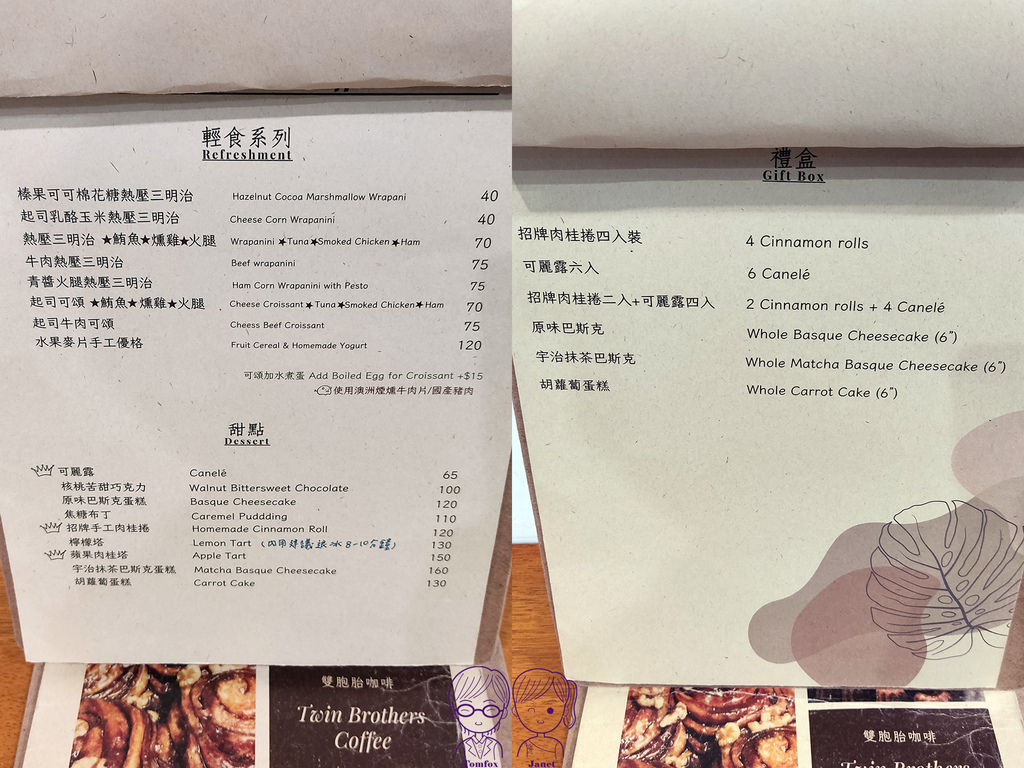 輕食系列
Refreshment
榛果可可棉花糖熱壓三明治 Hazelnut Cocoa Marshmallow Wrapani 40
起司乳酪玉米熱壓三明治 Cheese Corn Wrapanini 40
熱壓三明治 ★鮪魚★燻雞★火腿 Wrapanini ★Tuna★Smoked Chicken★Ham 70
牛肉熱壓三明治 Beef wrapanini 75
青醬火腿熱壓三明治 Ham Corn Wrapanini with Pesto 75
起司可頌 ★鮪魚★燻雞★火腿 Cheese Croissant★Tuna★Smoked Chicken★Ham 70
起司牛肉可頌 Cheess Beef Croissant 75
水果麥片手工優格 Fruit Cereal & Homemade Yogurt 120
可頌加水煮蛋 Add Boiled Egg for Croissant +$15
使用澳洲煙燻牛肉片/國產豬肉
甜點
Dessert
可麗露 Canelé 65
核桃苦甜巧克力 Walnut Bittersweet Chocolate 100
原味巴斯克蛋糕 Basque Cheesecake 120
焦糖布丁 Caremel Puddding 110
招牌手工肉桂捲 Homemade Cinnamon Roll 120
檸檬塔 Lemon Tart (內用建議退冰8-10分鐘) 130
蘋果肉桂塔 Apple Tart 150
宇治抹茶巴斯克蛋糕 Matcha Basque Cheesecake 160
胡蘿蔔蛋糕 Carrot Cake 130
雙胞胎咖啡
Twin Brothers
Coffee
Tomfox
禮盒
Gift Box
招牌肉桂捲四入裝 4 Cinnamon rolls
可麗露六入 6 Canelé
招牌肉桂捲二入+可麗露四入 2 Cinnamon rolls + 4 Canelé
原味巴斯克 Whole Basque Cheesecake (6")
宇治抹茶巴斯克 Whole Matcha Basque Cheesecake (6")
胡蘿蔔蛋糕 Whole Carrot Cake (6")
雙胞胎咖啡
Twin Brothers
Janet